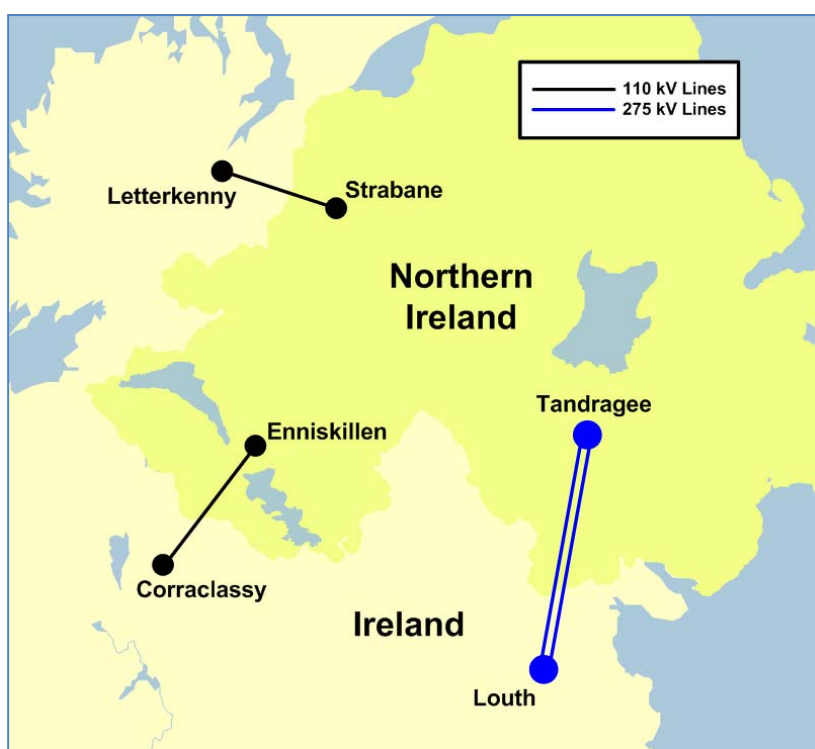 110 kV Lines
275 kV Lines
Letterkenny
Strabane
Northern
Ireland
Tandragee
Enniskillen
Corraclassy
Ireland
Louth